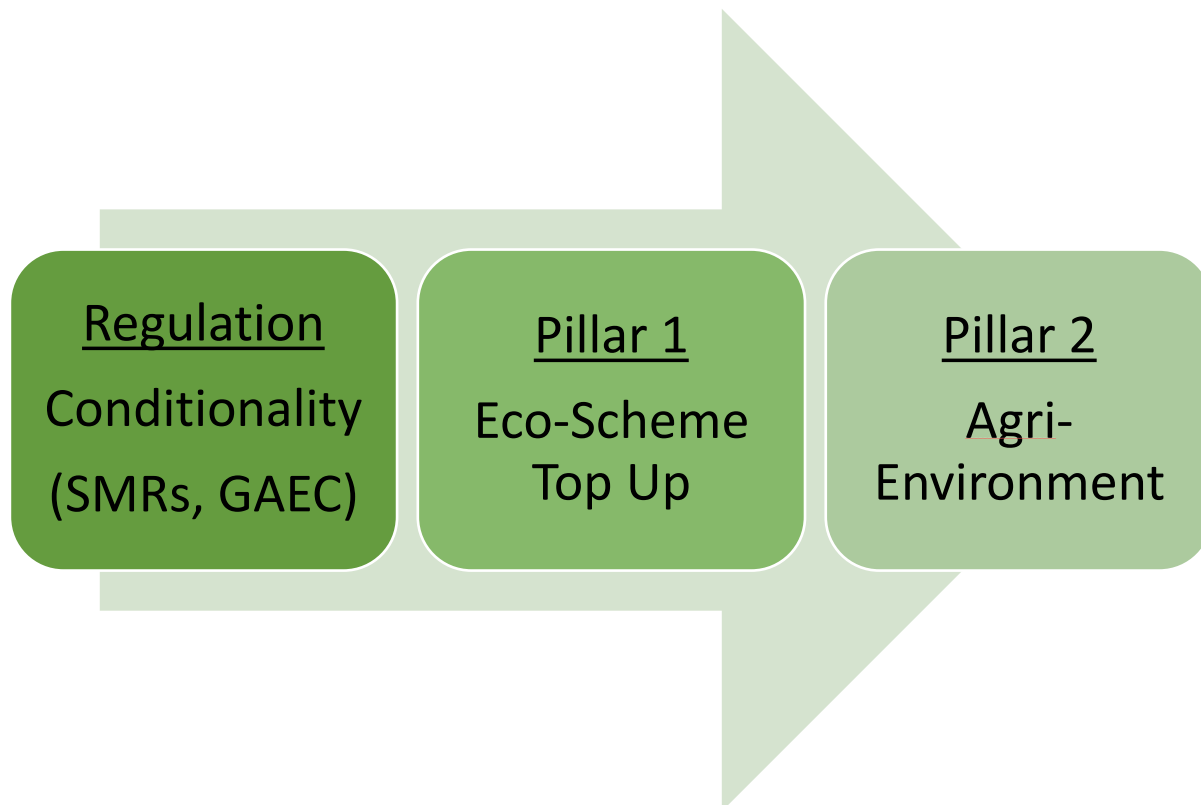 Regulation
Conditionality
(SMRs, GAEC)
Pillar 1
Eco-Scheme
Top Up
Pillar 2
Agri-
Environment